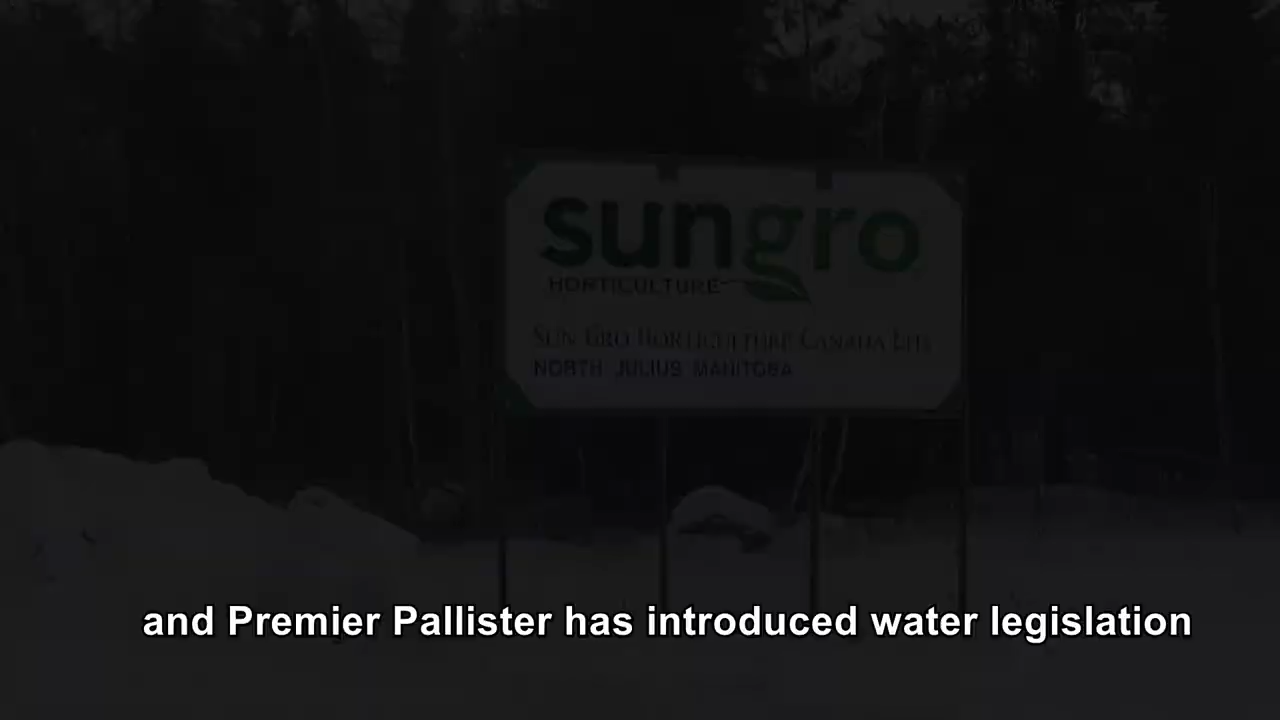 sungro
HORTICULTURE
SUN GRO HORTICULTURE CANADA LTD
NORTH JULIUS MANITOBA
and Premier Pallister has introduced water legislation